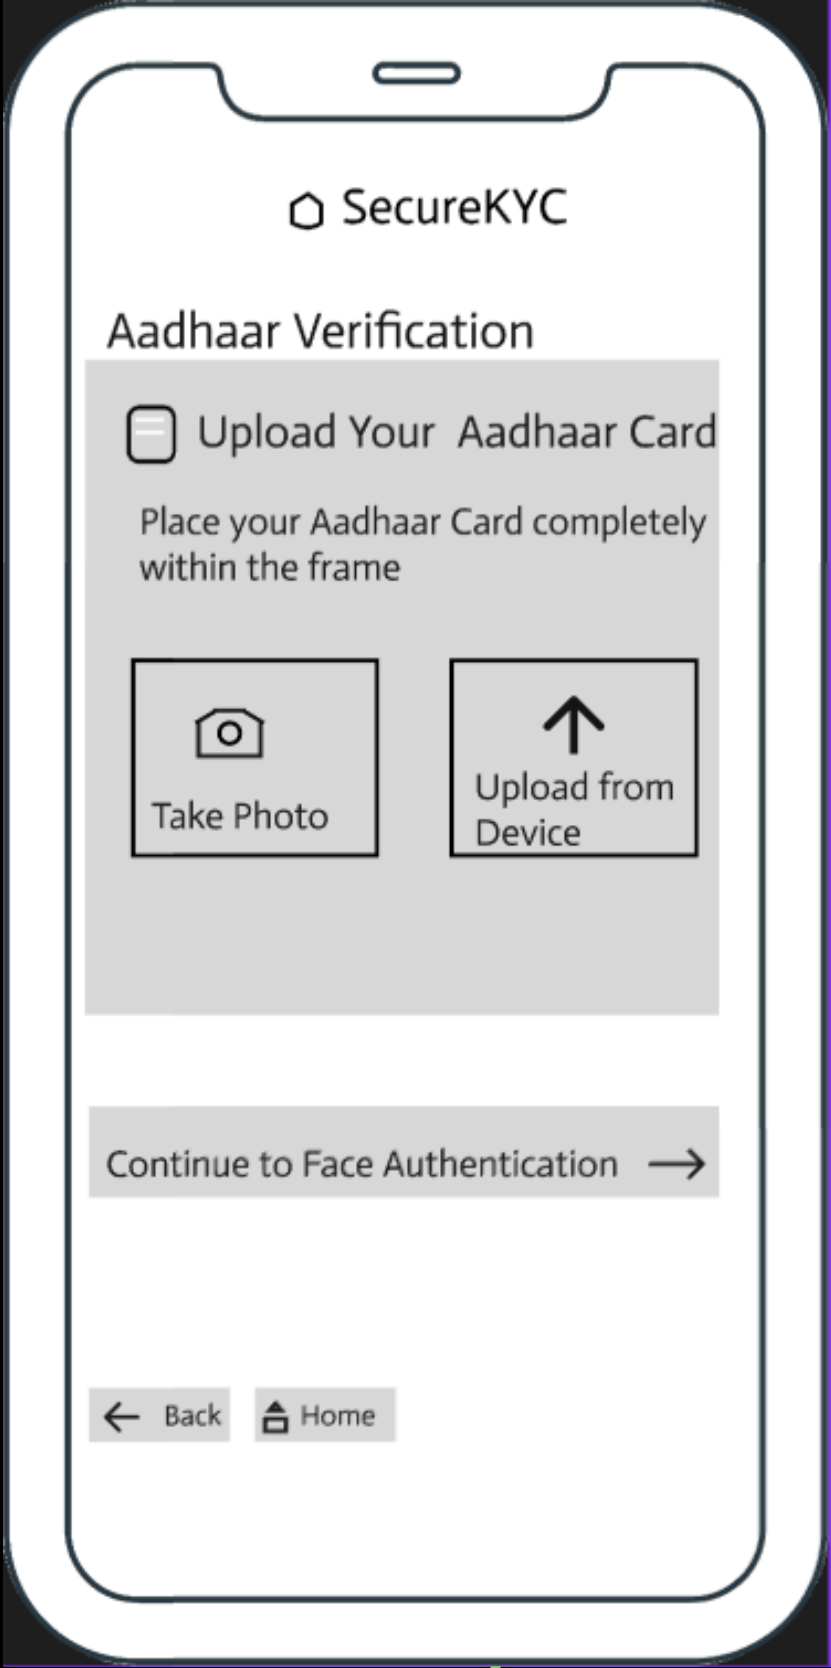 SecureKYC
Aadhaar Verification
Upload Your Aadhaar Card
Place your Aadhaar Card completely
within the frame
Take Photo
Upload from
Device
Continue to Face Authentication
Back
Home